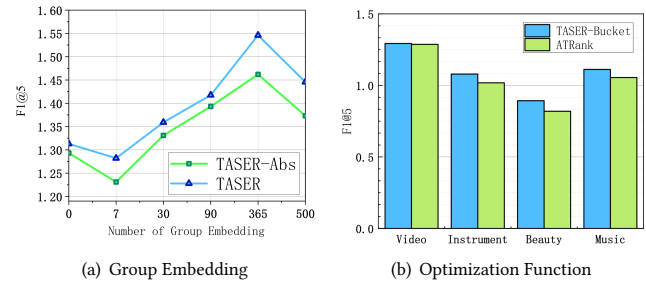 1.60
1.55
1.50
1.45
1.40
1.35
1.30
1.25
1.20
F1@5
0 7 30 90 365 500
Number of Group Embedding
TASER-Abs
TASER
(a) Group Embedding
1.5
1.0
0.5
0.0
F1@5
Video Instrument Beauty Music
TASER-Bucket
ATRank
(b) Optimization Function